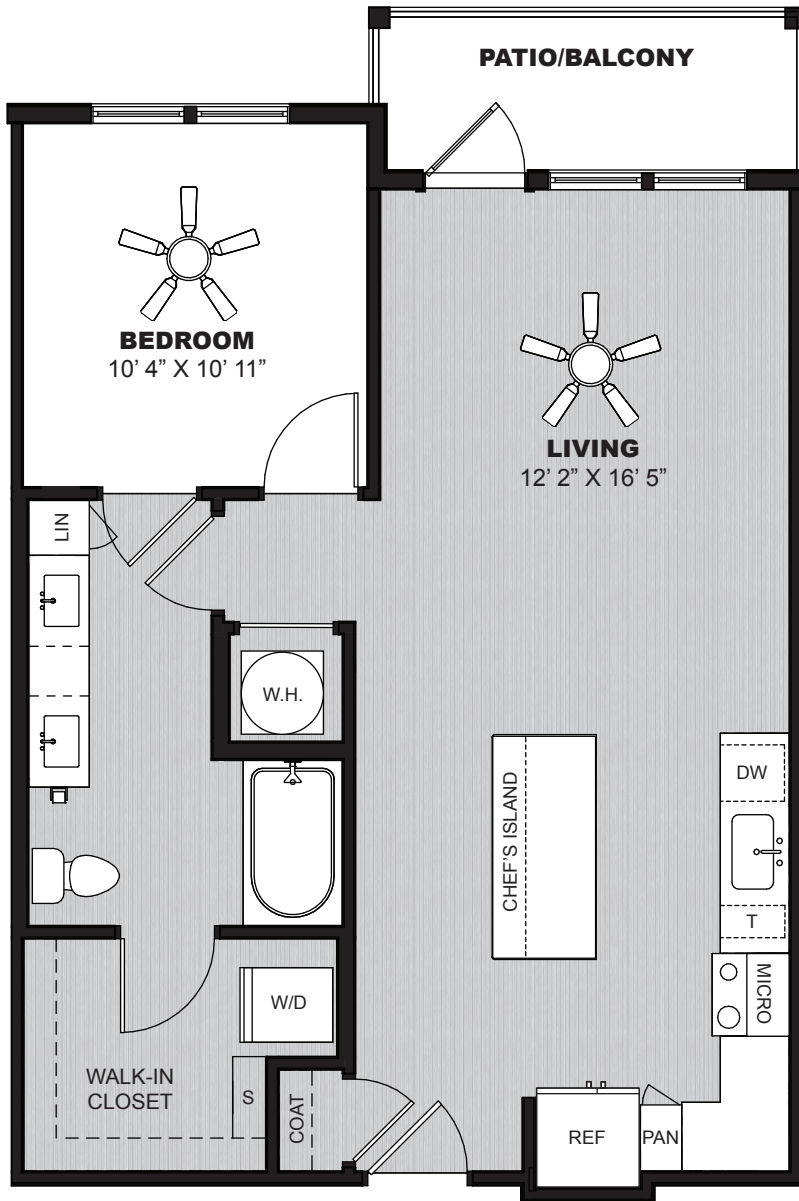 PATIO/BALCONY
BEDROOM
10’ 4” X 10’ 11”
LIVING
12’ 2” X 16’ 5”
LIN
W.H.
CHEF'S ISLAND
DW
T
MICRO
W/D
WALK-IN
CLOSET
S
COAT
REF
PAN